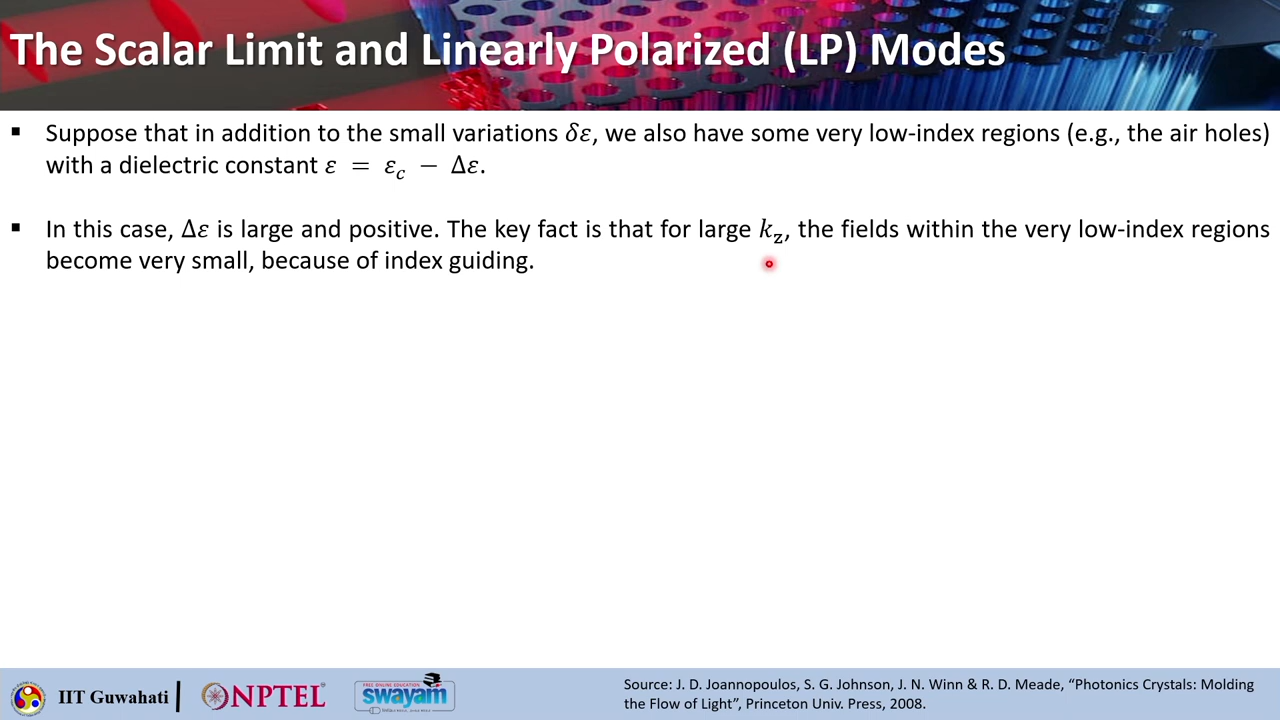 The Scalar Limit and Linearly Polarized (LP) Modes
▪ Suppose that in addition to the small variations 𝛿𝜀, we also have some very low-index regions (e.g., the air holes)
with a dielectric constant 𝜀 = 𝜀𝑐 − Δ𝜀.
▪ In this case, Δ𝜀 is large and positive. The key fact is that for large 𝑘z, the fields within the very low-index regions
become very small, because of index guiding.
IIT Guwahati
NPTEL
FREE ONLINE EDUCATION
swayam
Source: J. D. Joannopoulos, S. G. Johnson, J. N. Winn & R. D. Meade, “Photonics Crystals: Molding
the Flow of Light”, Princeton Univ. Press, 2008.